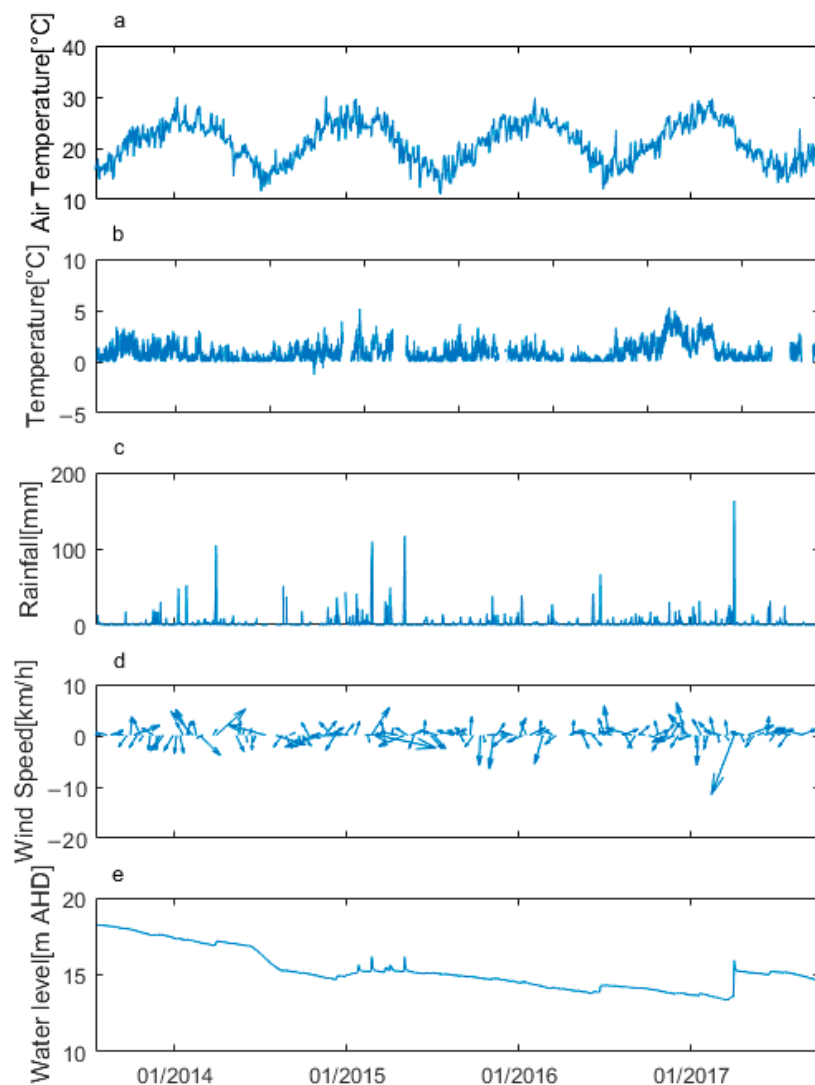 a
Air Temperature[°C]
40
30
20
10
b
Temperature[°C]
10
5
0
−5
c
Rainfall[mm]
200
100
0
d
Wind Speed[km/h]
10
0
−10
−20
e
Water level[m AHD]
20
15
10
01/2014 01/2015 01/2016 01/2017